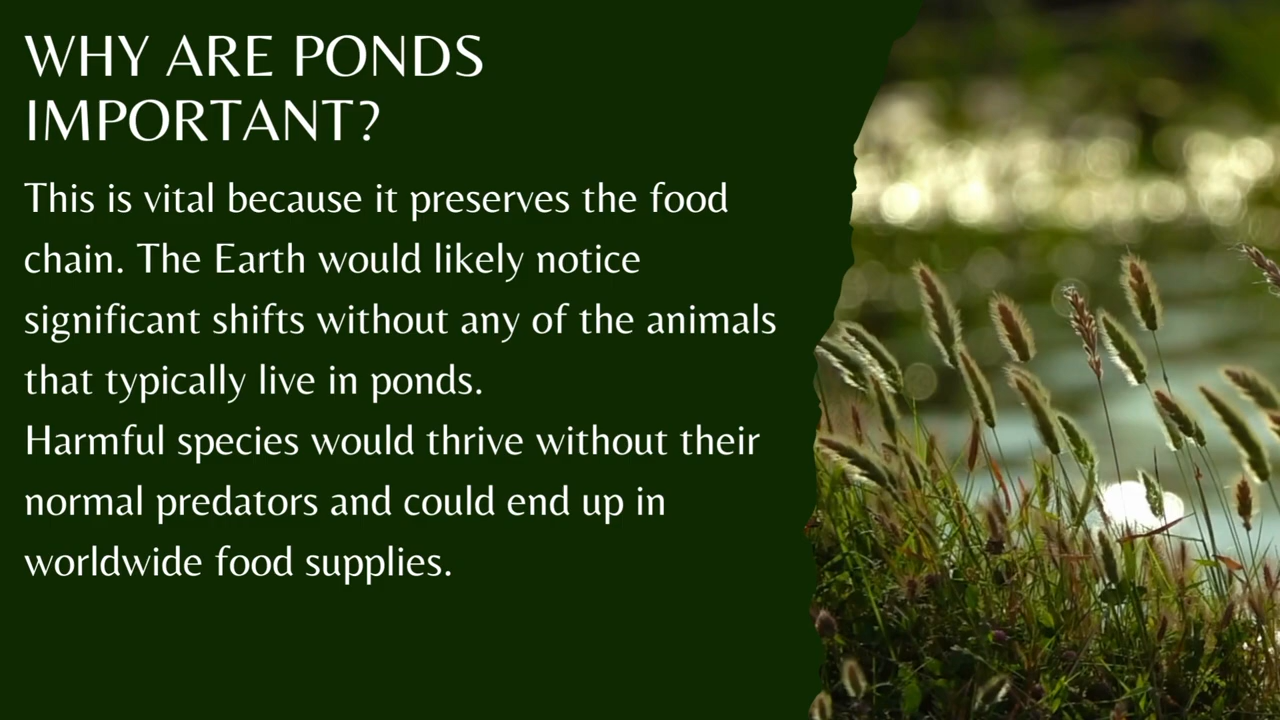 WHY ARE PONDS
IMPORTANT?
This is vital because it preserves the food
chain. The Earth would likely notice
significant shifts without any of the animals
that typically live in ponds.
Harmful species would thrive without their
normal predators and could end up in
worldwide food supplies.